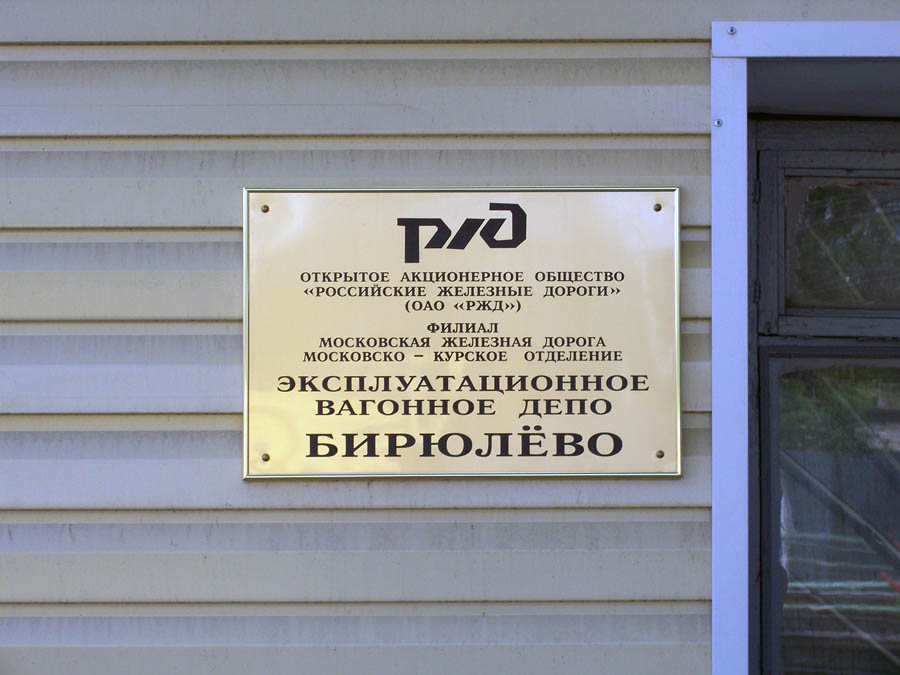 РЖД
ОТКРЫТОЕ АКЦИОНЕРНОЕ ОБЩЕСТВО
«РОССИЙСКИЕ ЖЕЛЕЗНЫЕ ДОРОГИ»
(ОАО «РЖД»)
ФИЛИАЛ
МОСКОВСКАЯ ЖЕЛЕЗНАЯ ДОРОГА
МОСКОВСКО – КУРСКОЕ ОТДЕЛЕНИЕ
ЭКСПЛУАТАЦИОННОЕ
ВАГОННОЕ ДЕПО
БИРЮЛЁВО